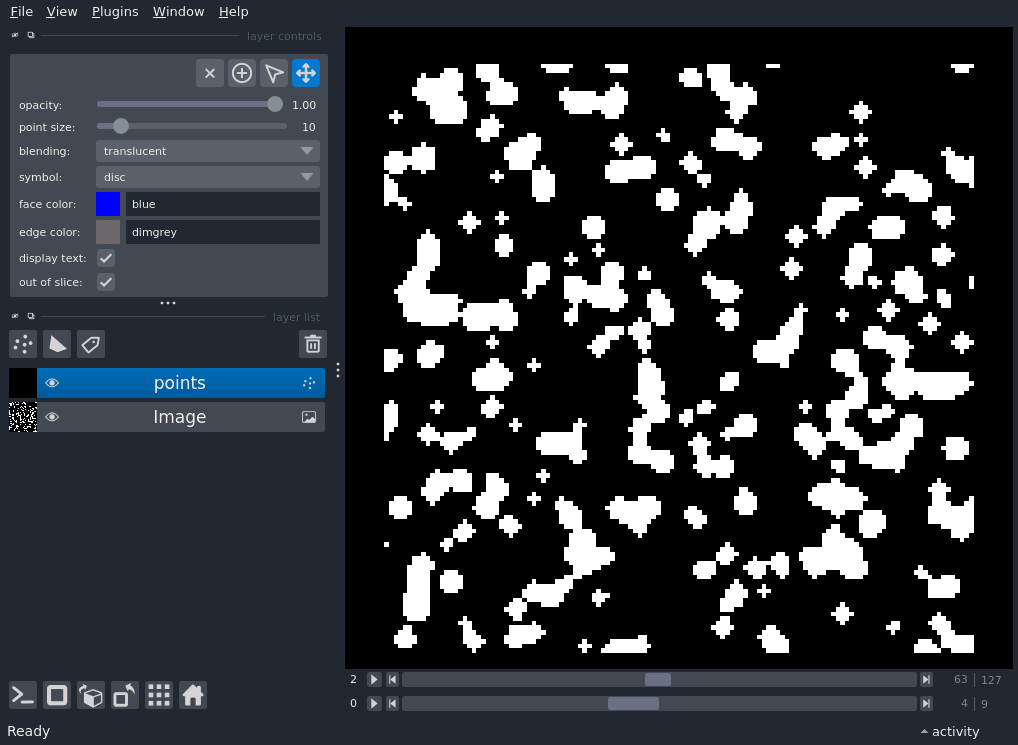 File View Plugins Window Help
layer controls
opacity: 1.00
point size: 10
blending: translucent
symbol: disc
face color: blue
edge color: dimgrey
display text:
out of slice:
layer list
points
Image
2 63 127
0 4 9
Ready activity